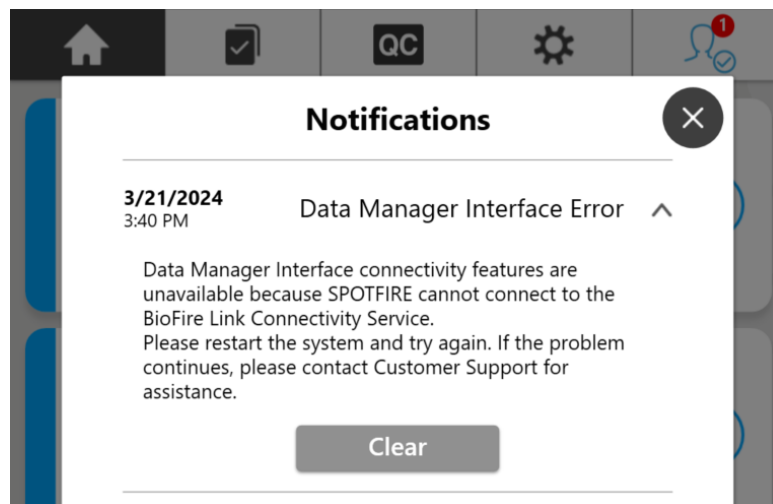 QC
1
Notifications
3/21/2024
3:40 PM
Data Manager Interface Error
Data Manager Interface connectivity features are
unavailable because SPOTFIRE cannot connect to the
BioFire Link Connectivity Service.
Please restart the system and try again. If the problem
continues, please contact Customer Support for
assistance.
Clear